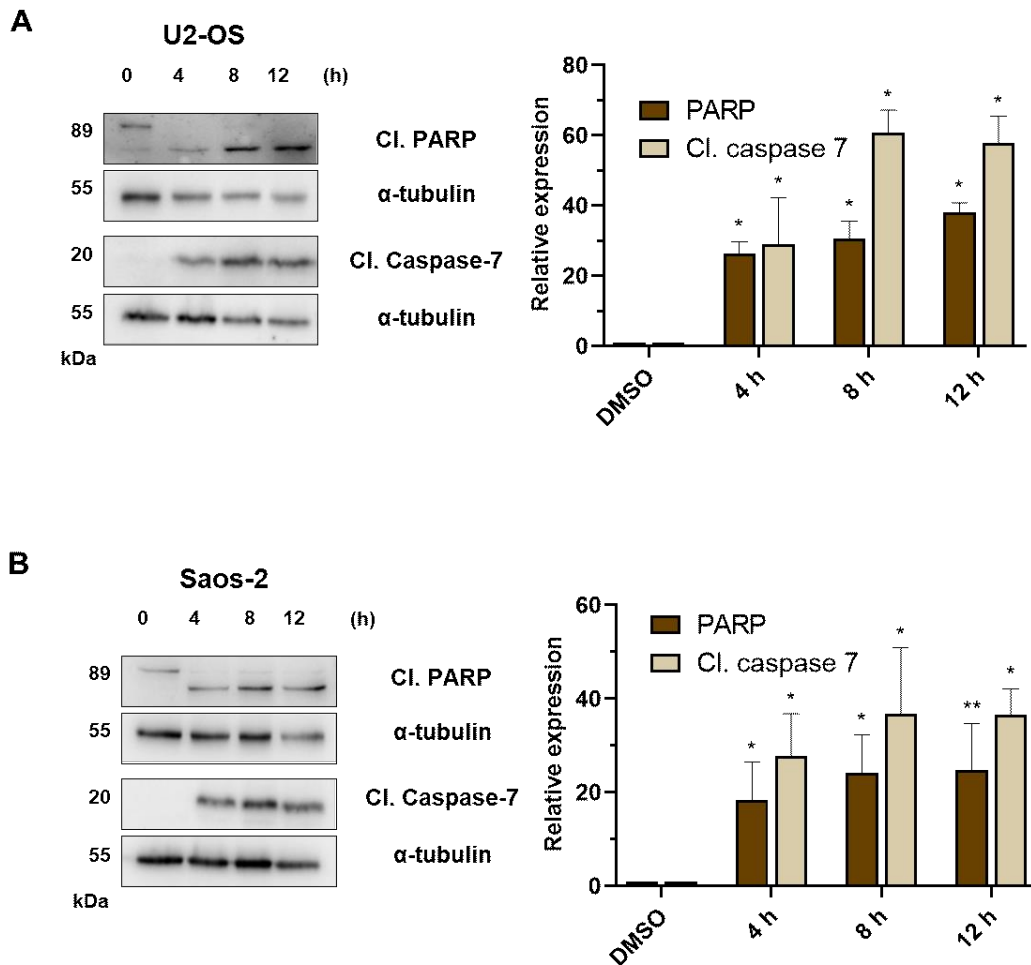 A
U2-OS
0 4 8 12 (h)
89 Cl. PARP
55 α-tubulin
20 Cl. Caspase-7
55 α-tubulin
kDa
Relative expression
80
60
40
20
0
PARP
Cl. caspase 7
* * * * * *
DMSO 4 h 8 h 12 h
B
Saos-2
0 4 8 12 (h)
89 Cl. PARP
55 α-tubulin
20 Cl. Caspase-7
55 α-tubulin
kDa
Relative expression
60
40
20
0
PARP
Cl. caspase 7
* * * * ** *
DMSO 4 h 8 h 12 h